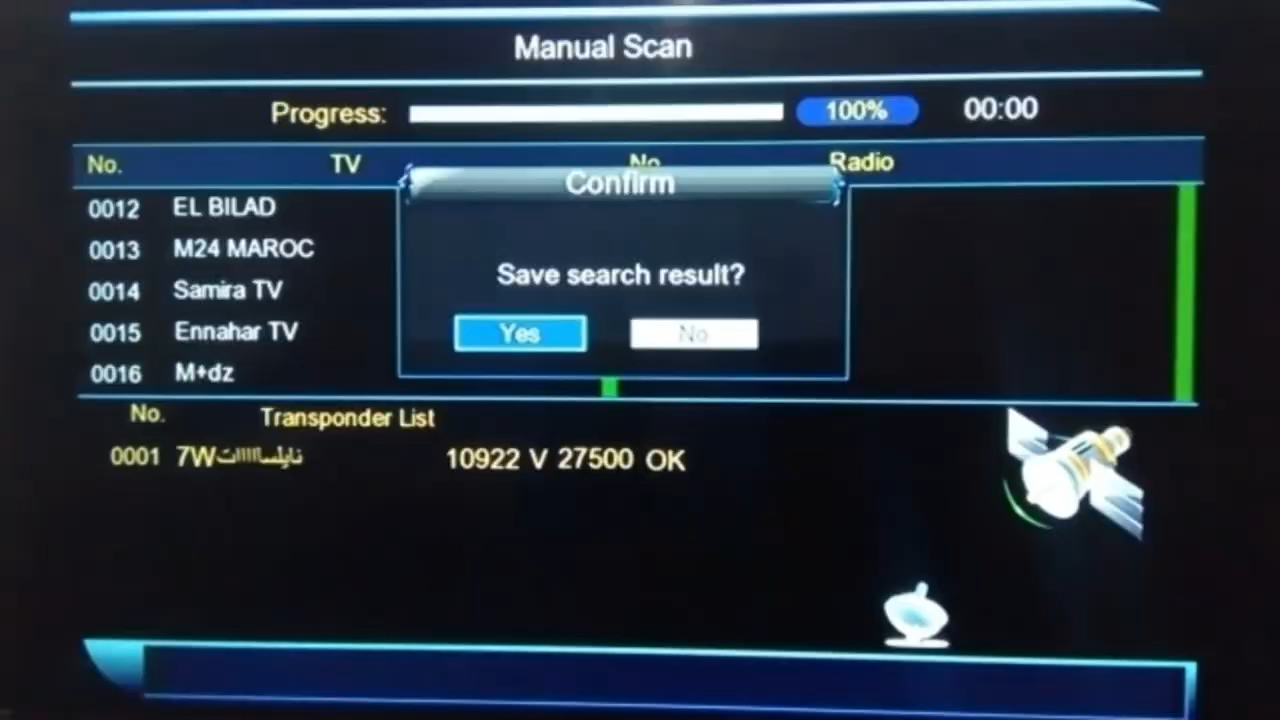 Manual Scan
Progress: 100% 00:00
No. TV No. Radio
Confirm
0012 EL BILAD
0013 M24 MAROC
0014 Samira TV
0015 Ennahar TV
0016 M+dz
Save search result?
Yes No
No. Transponder List
0001 7Wنايلساااات 10922 V 27500 OK